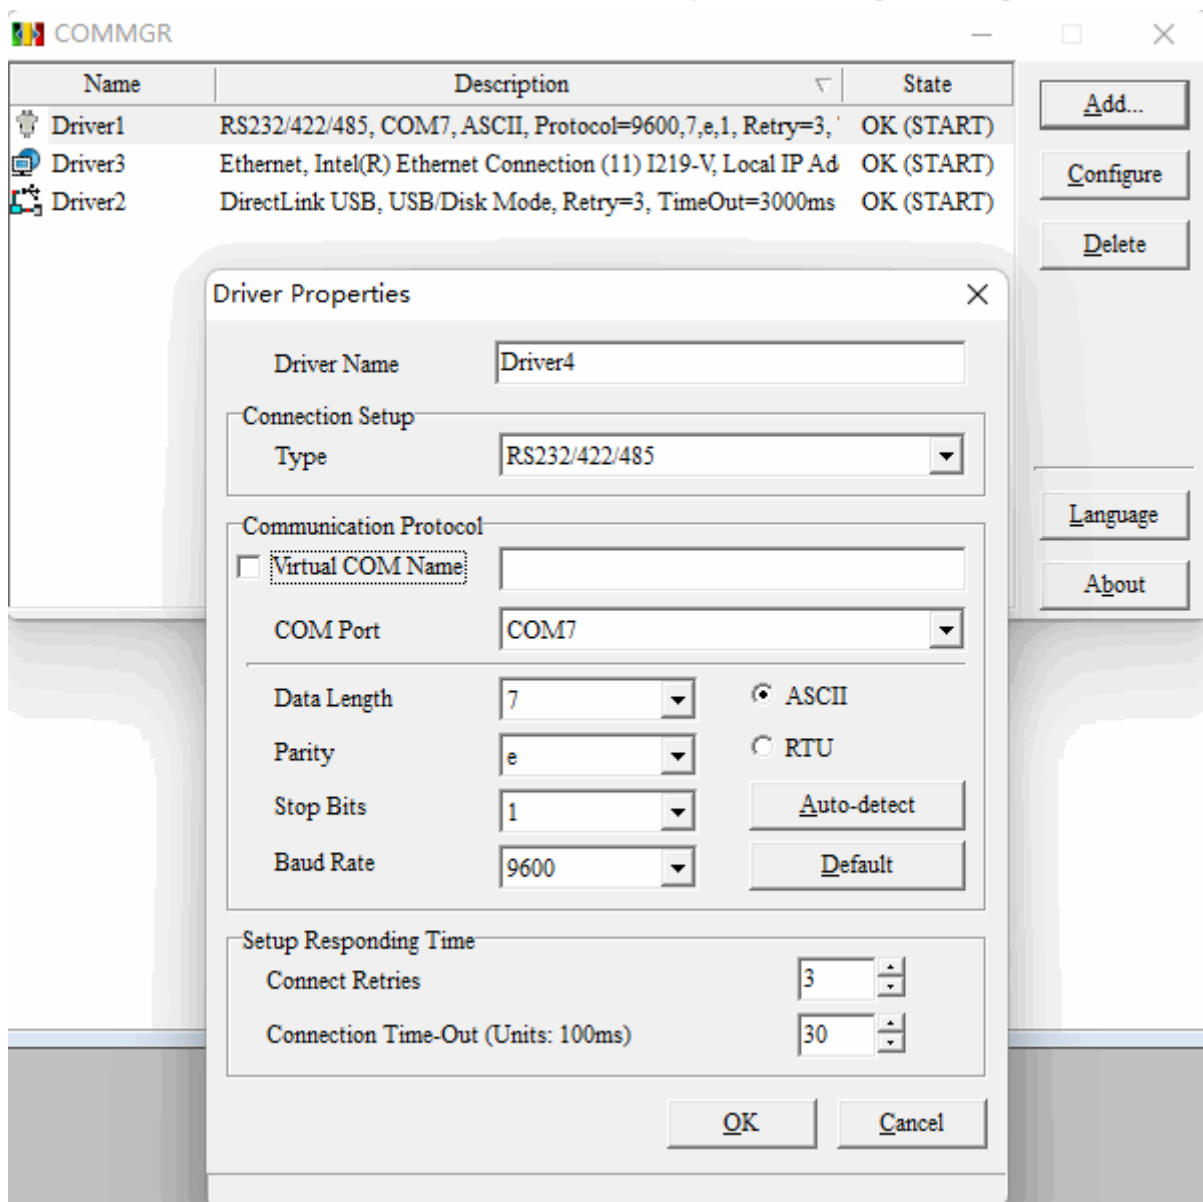 COMMGR
Name Description State
Driver1 RS232/422/485, COM7, ASCII, Protocol=9600,7,e,1, Retry=3, OK (START)
Driver3 Ethernet, Intel(R) Ethernet Connection (11) I219-V, Local IP Ad OK (START)
Driver2 DirectLink USB, USB/Disk Mode, Retry=3, TimeOut=3000ms OK (START)
Add...
Configure
Delete
Language
About
Driver Properties
Driver Name Driver4
Connection Setup
Type RS232/422/485
Communication Protocol
Virtual COM Name
COM Port COM7
Data Length 7 ASCII
Parity e RTU
Stop Bits 1 Auto-detect
Baud Rate 9600 Default
Setup Responding Time
Connect Retries 3
Connection Time-Out (Units: 100ms) 30
OK Cancel